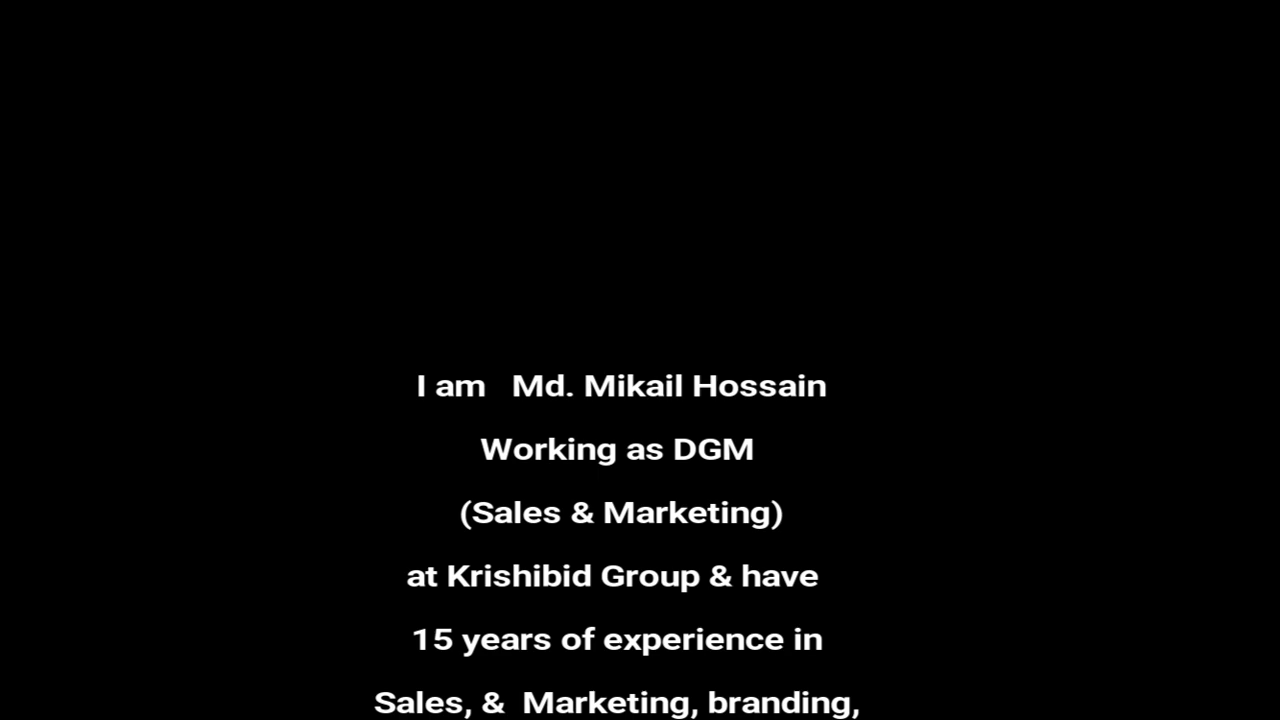 I am   Md. Mikail Hossain
Working as DGM
(Sales & Marketing)
at Krishibid Group & have
15 years of experience in
Sales, &  Marketing, branding,